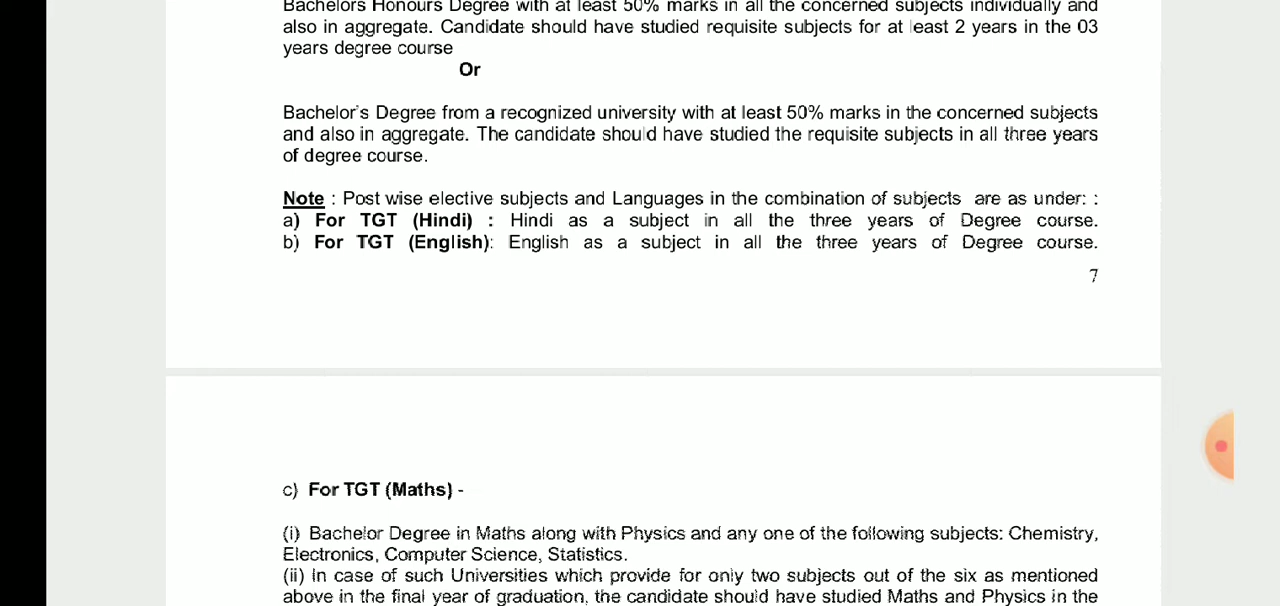 Bachelors Honours Degree with at least 50% marks in all the concerned subjects individually and
also in aggregate. Candidate should have studied requisite subjects for at least 2 years in the 03
years degree course
Or
Bachelor's Degree from a recognized university with at least 50% marks in the concerned subjects
and also in aggregate. The candidate should have studied the requisite subjects in all three years
of degree course.
Note : Post wise elective subjects and Languages in the combination of subjects are as under: :
a) For TGT (Hindi) : Hindi as a subject in all the three years of Degree course.
b) For TGT (English): English as a subject in all the three years of Degree course.
7
c) For TGT (Maths) -
(i) Bachelor Degree in Maths along with Physics and any one of the following subjects: Chemistry,
Electronics, Computer Science, Statistics.
(ii) In case of such Universities which provide for only two subjects out of the six as mentioned
above in the final year of graduation, the candidate should have studied Maths and Physics in the